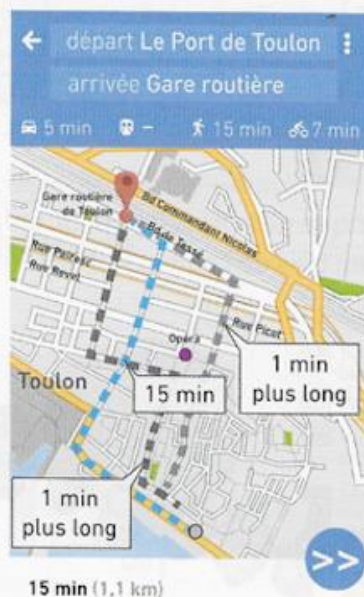 départ Le Port de Toulon
arrivée Gare routière
5 min – 15 min 7 min
Gare routière
de Toulon
Bd Commandant Nicolas
Bd de Tessé
Rue Peiresc
Rue Revel
Rue Picot
Opéra
1 min
plus long
Toulon
15 min
1 min
plus long
>>
15 min (1,1 km)